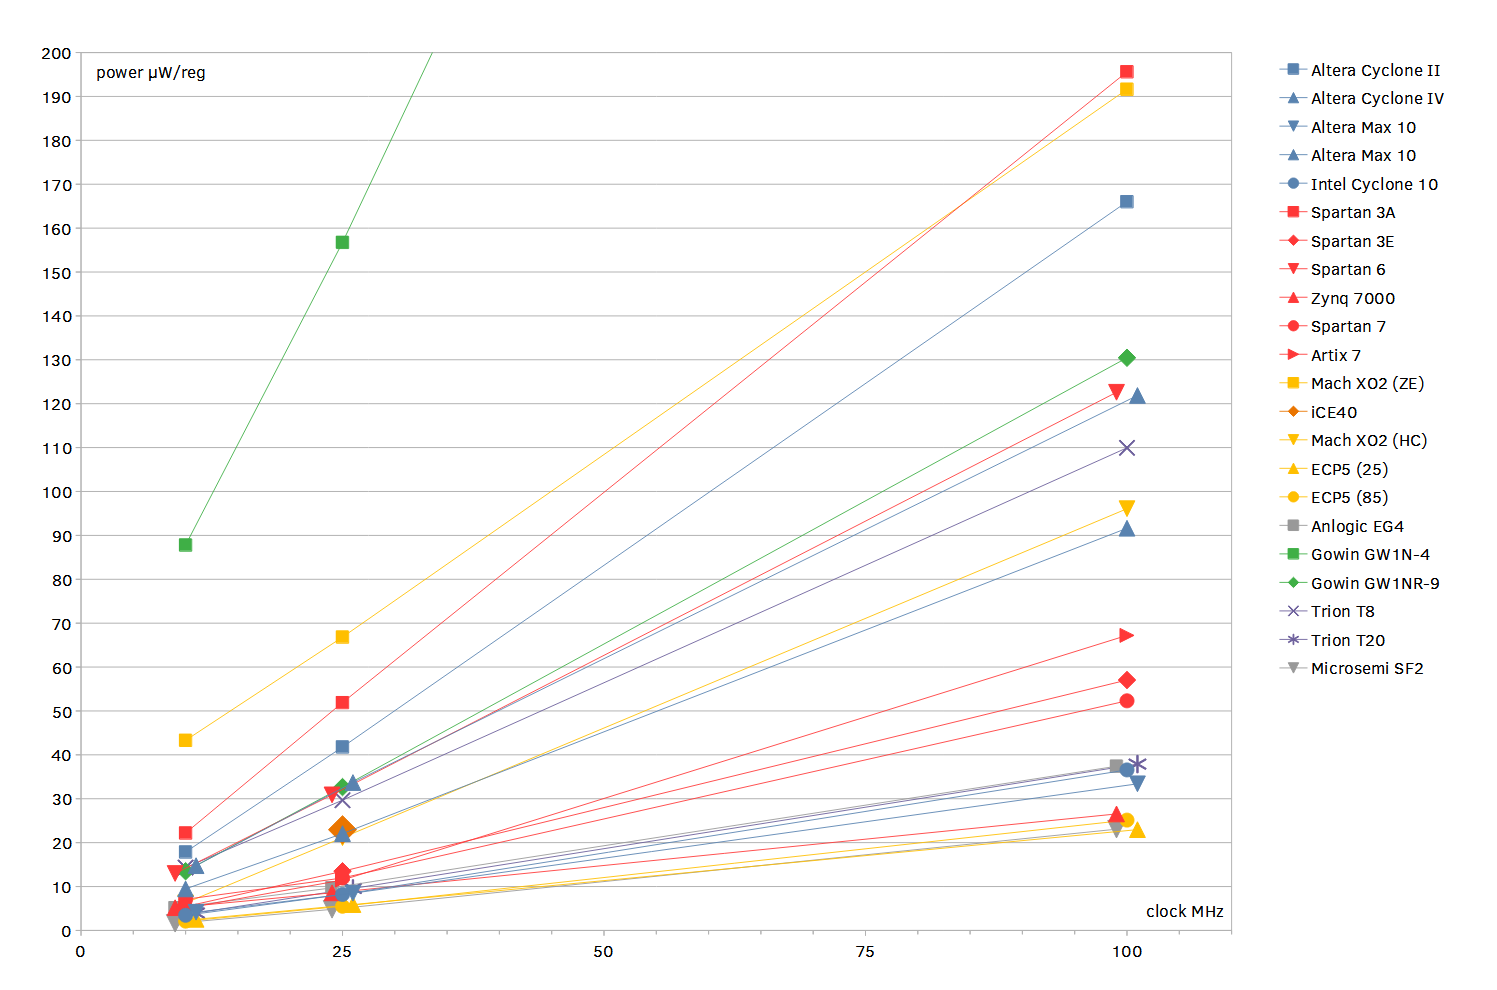 power µW/reg
200
190
180
170
160
150
140
130
120
110
100
90
80
70
60
50
40
30
20
10
0
clock MHz
0 25 50 75 100
Altera Cyclone II
Altera Cyclone IV
Altera Max 10
Altera Max 10
Intel Cyclone 10
Spartan 3A
Spartan 3E
Spartan 6
Zynq 7000
Spartan 7
Artix 7
Mach XO2 (ZE)
iCE40
Mach XO2 (HC)
ECP5 (25)
ECP5 (85)
Anlogic EG4
Gowin GW1N-4
Gowin GW1NR-9
Trion T8
Trion T20
Microsemi SF2